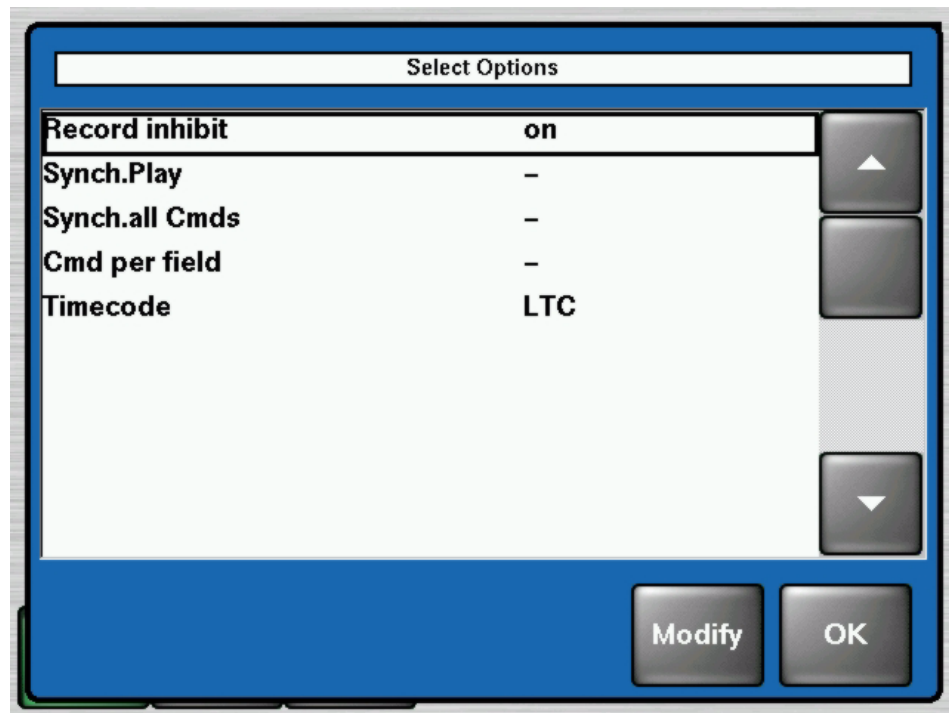 Select Options
Record inhibit on
Synch.Play –
Synch.all Cmds –
Cmd per field –
Timecode LTC
Modify OK